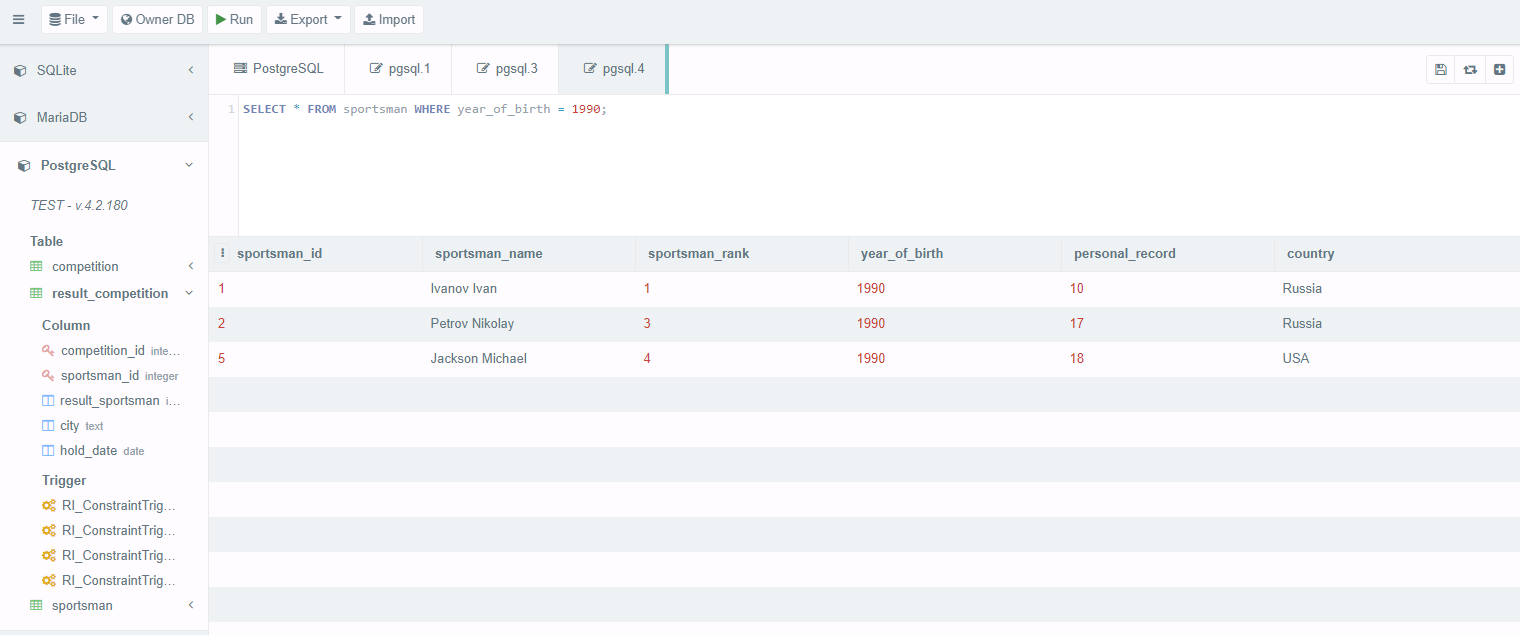 File Owner DB Run Export Import
SQLite
MariaDB
PostgreSQL
TEST - v.4.2.180
Table
competition
result_competition
Column
competition_id inte...
sportsman_id integer
result_sportsman i...
city text
hold_date date
Trigger
RI_ConstraintTrig...
RI_ConstraintTrig...
RI_ConstraintTrig...
RI_ConstraintTrig...
sportsman
PostgreSQL pgsql.1 pgsql.3 pgsql.4
1 SELECT * FROM sportsman WHERE year_of_birth = 1990;
sportsman_id sportsman_name sportsman_rank year_of_birth personal_record country
1 Ivanov Ivan 1 1990 10 Russia
2 Petrov Nikolay 3 1990 17 Russia
5 Jackson Michael 4 1990 18 USA